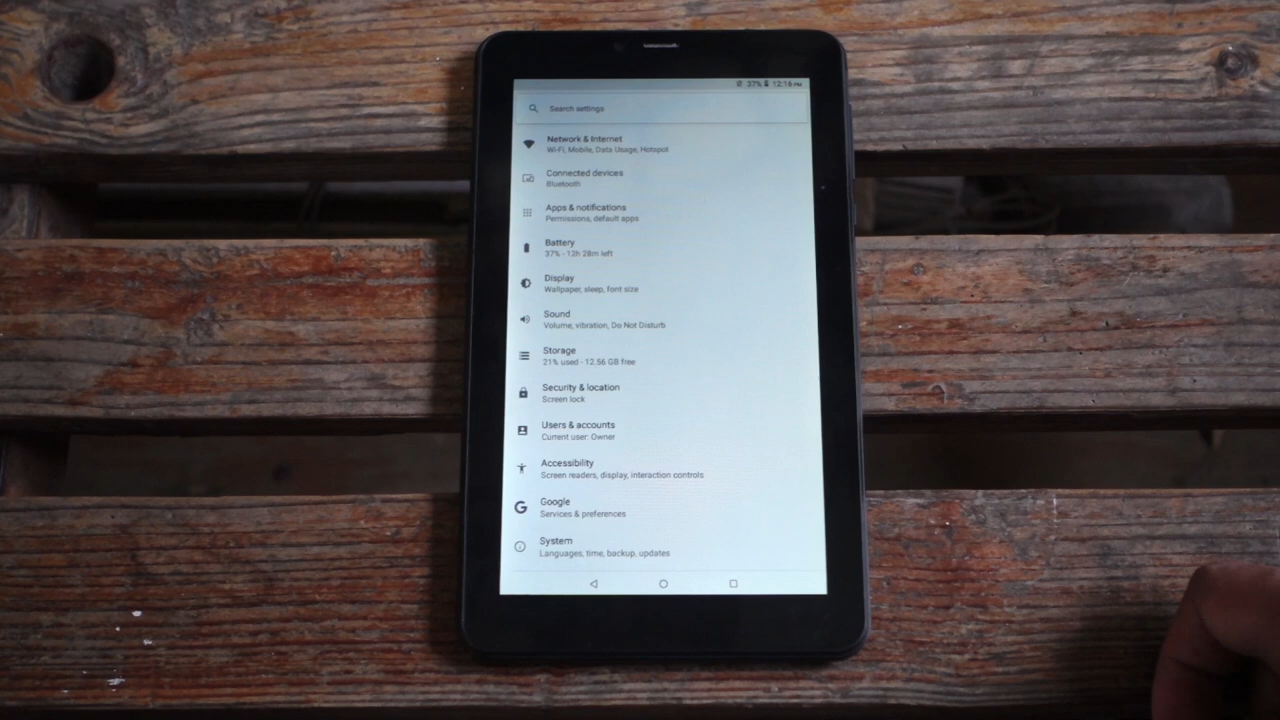 37% 12:16 PM
Search settings
Network & Internet
Wi-Fi, Mobile, Data Usage, Hotspot
Connected devices
Bluetooth
Apps & notifications
Permissions, default apps
Battery
37% - 12h 28m left
Display
Wallpaper, sleep, font size
Sound
Volume, vibration, Do Not Disturb
Storage
21% used - 12.56 GB free
Security & location
Screen lock
Users & accounts
Current user: Owner
Accessibility
Screen readers, display, interaction controls
Google
Services & preferences
System
Languages, time, backup, updates